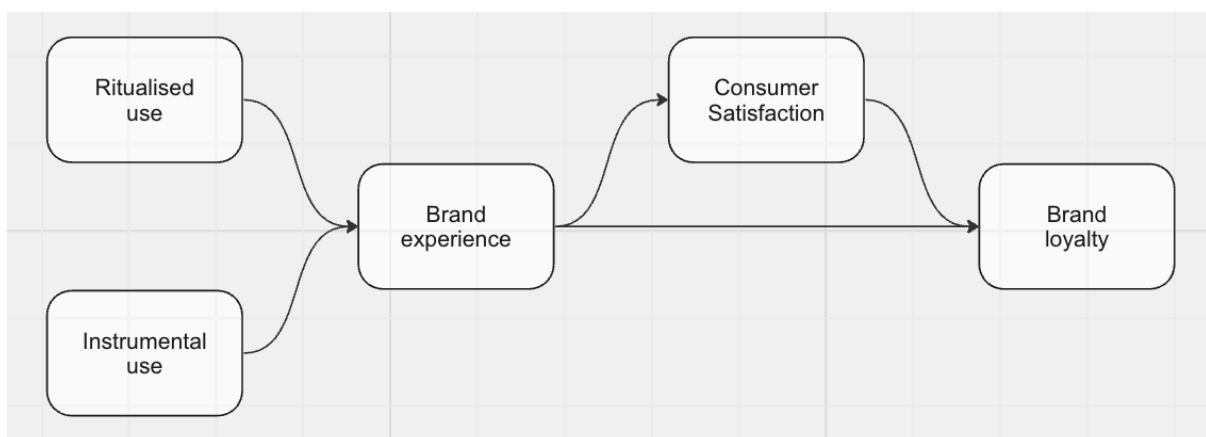 Ritualised
use
Consumer
Satisfaction
Brand
experience
Brand
loyalty
Instrumental
use